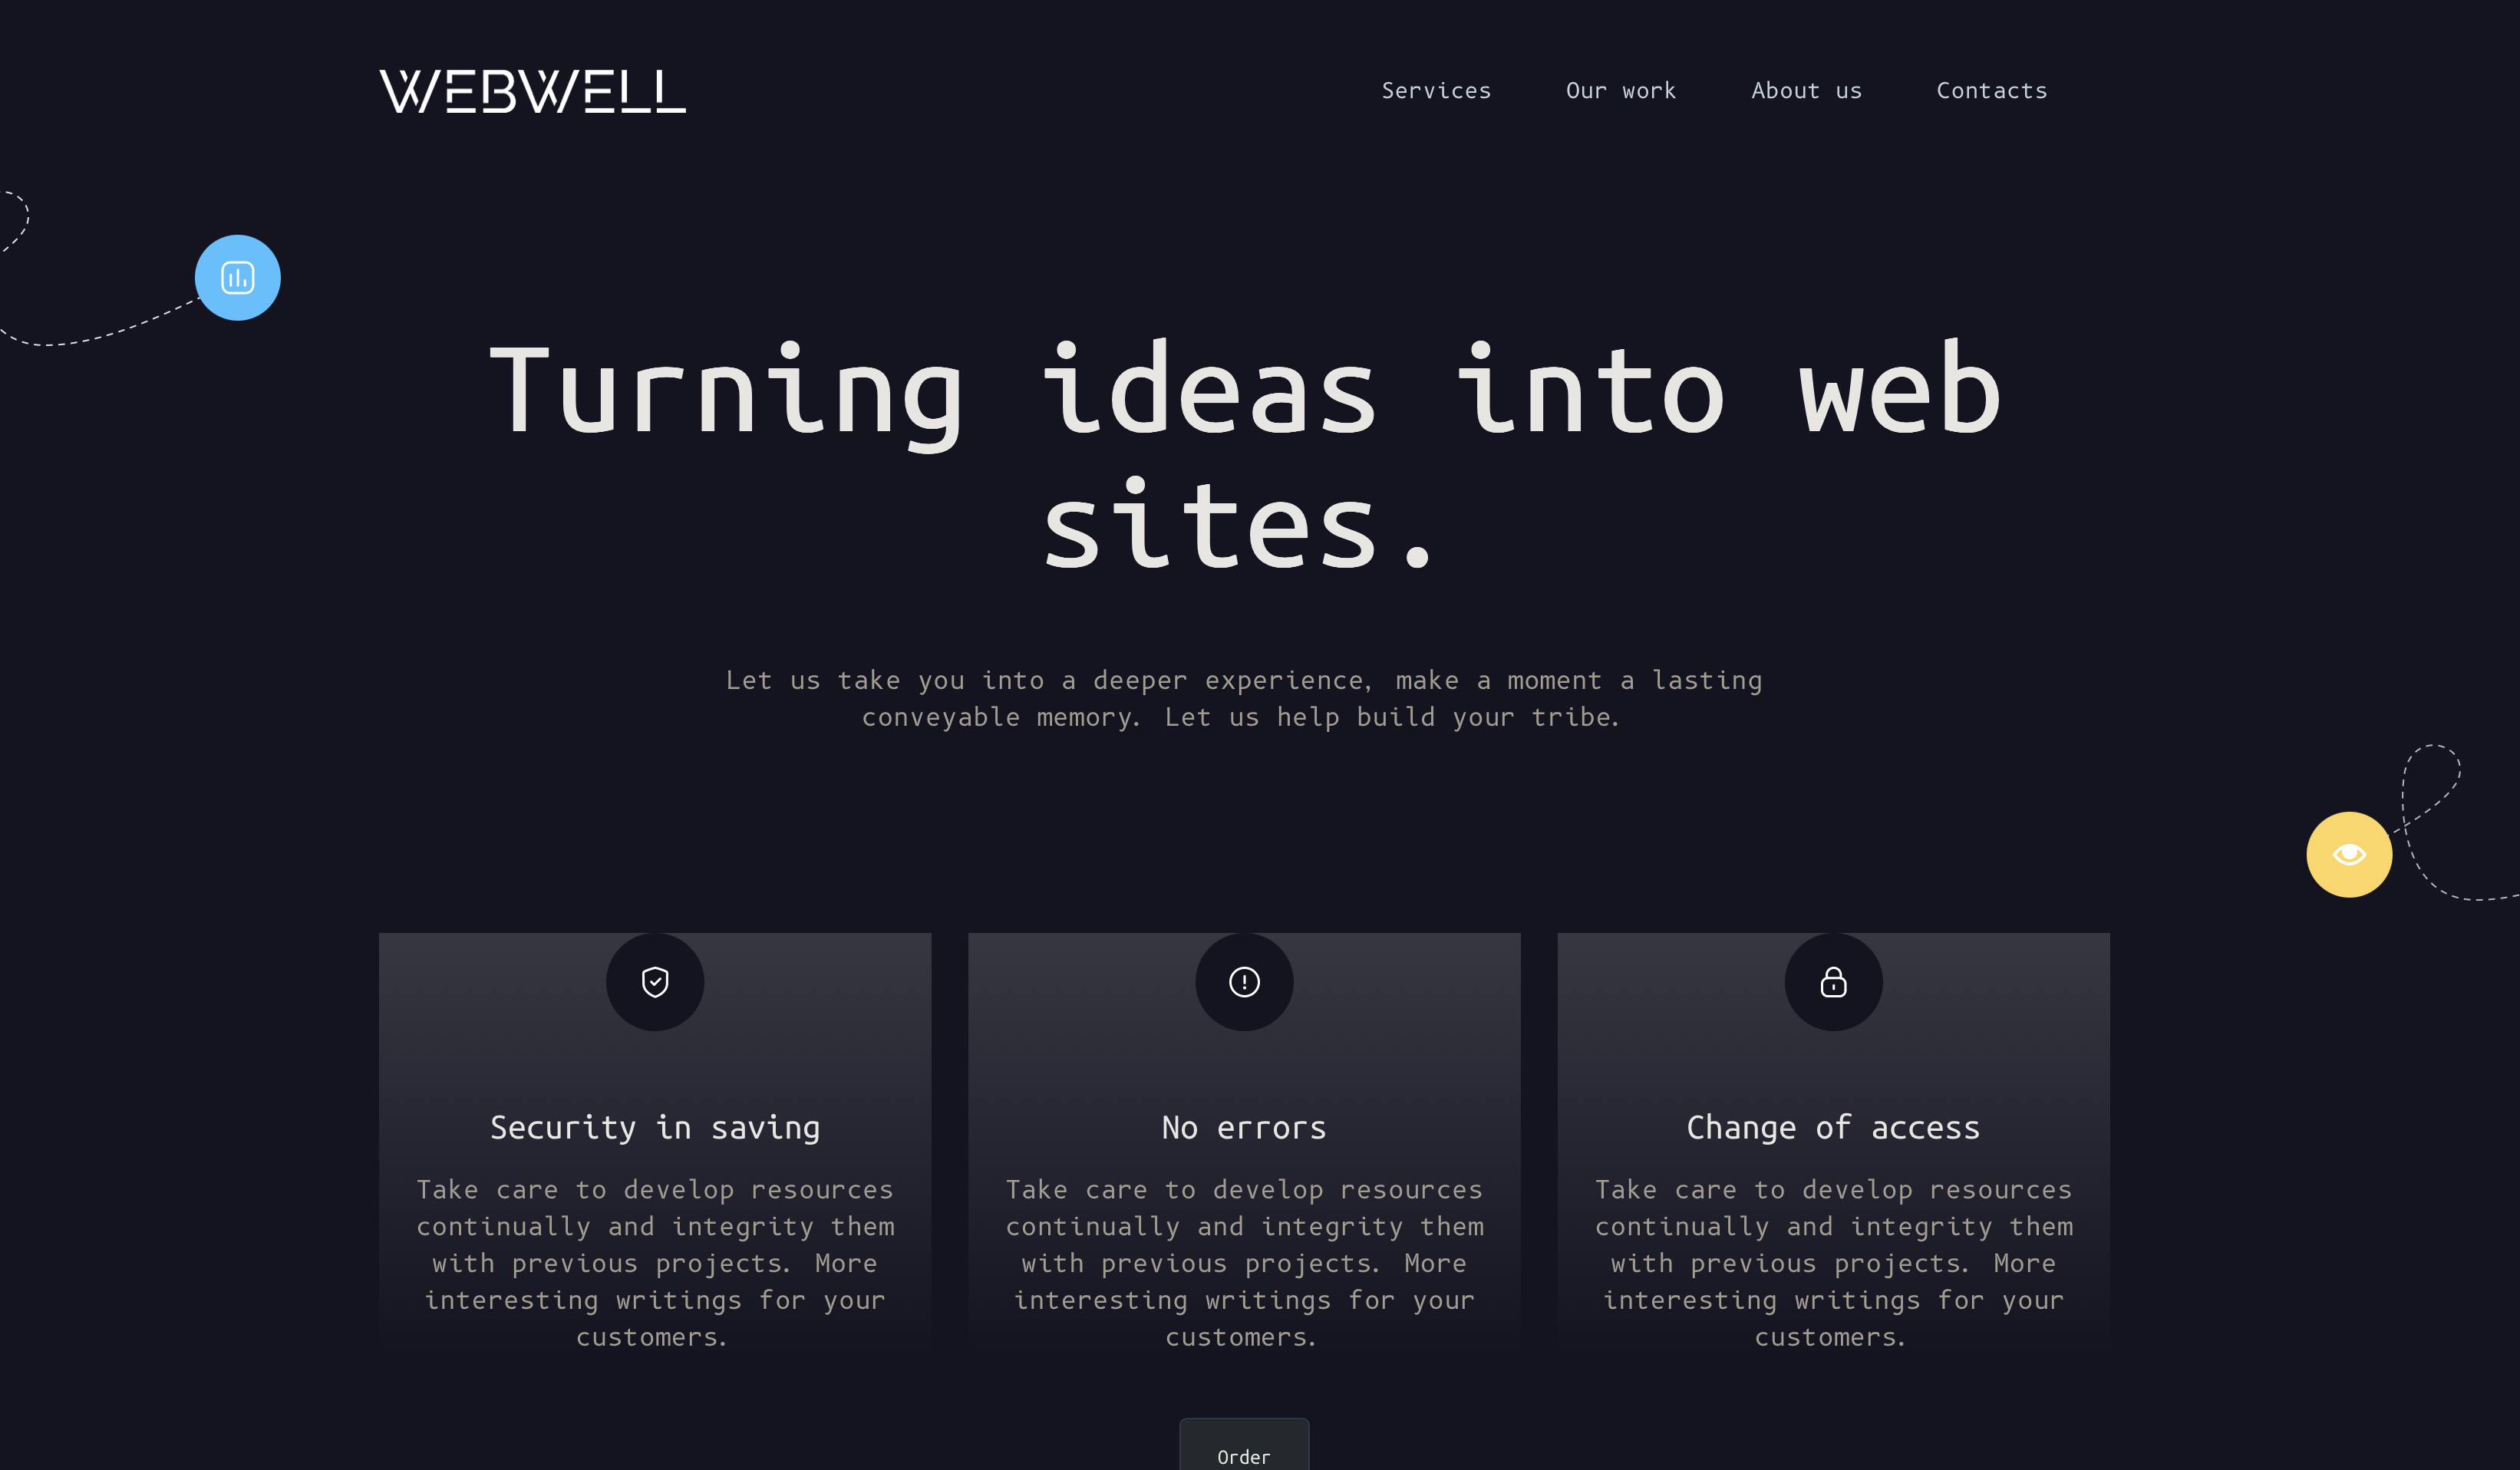 WEBWELL
Services Our work About us Contacts
Turning ideas into web
sites.
Let us take you into a deeper experience, make a moment a lasting
conveyable memory. Let us help build your tribe.
Security in saving
Take care to develop resources
continually and integrity them
with previous projects. More
interesting writings for your
customers.
No errors
Take care to develop resources
continually and integrity them
with previous projects. More
interesting writings for your
customers.
Change of access
Take care to develop resources
continually and integrity them
with previous projects. More
interesting writings for your
customers.
Order